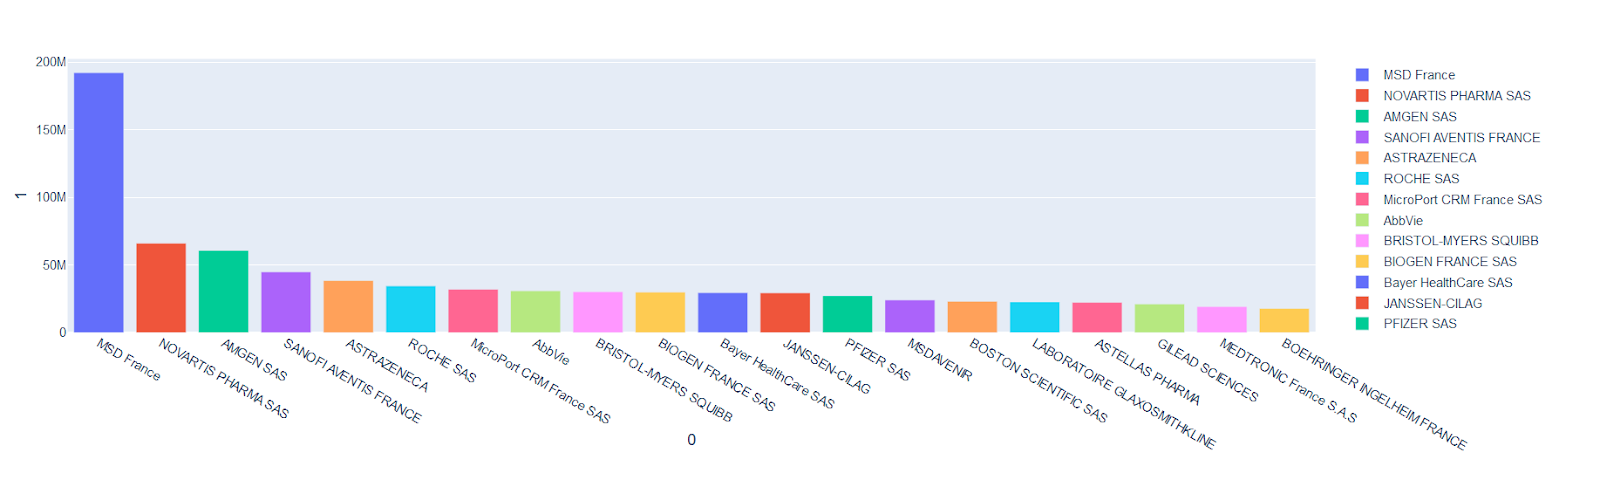 200M
150M
100M
50M
0
1
MSD France
NOVARTIS PHARMA SAS
AMGEN SAS
SANOFI AVENTIS FRANCE
ASTRAZENECA
ROCHE SAS
MicroPort CRM France SAS
AbbVie
BRISTOL-MYERS SQUIBB
BIOGEN FRANCE SAS
Bayer HealthCare SAS
JANSSEN-CILAG
PFIZER SAS
MSDAVENIR
BOSTON SCIENTIFIC SAS
LABORATOIRE GLAXOSMITHKLINE
ASTELLAS PHARMA
GILEAD SCIENCES
MEDTRONIC France S.A.S
BOEHRINGER INGELHEIM FRANCE
0
MSD France
NOVARTIS PHARMA SAS
AMGEN SAS
SANOFI AVENTIS FRANCE
ASTRAZENECA
ROCHE SAS
MicroPort CRM France SAS
AbbVie
BRISTOL-MYERS SQUIBB
BIOGEN FRANCE SAS
Bayer HealthCare SAS
JANSSEN-CILAG
PFIZER SAS